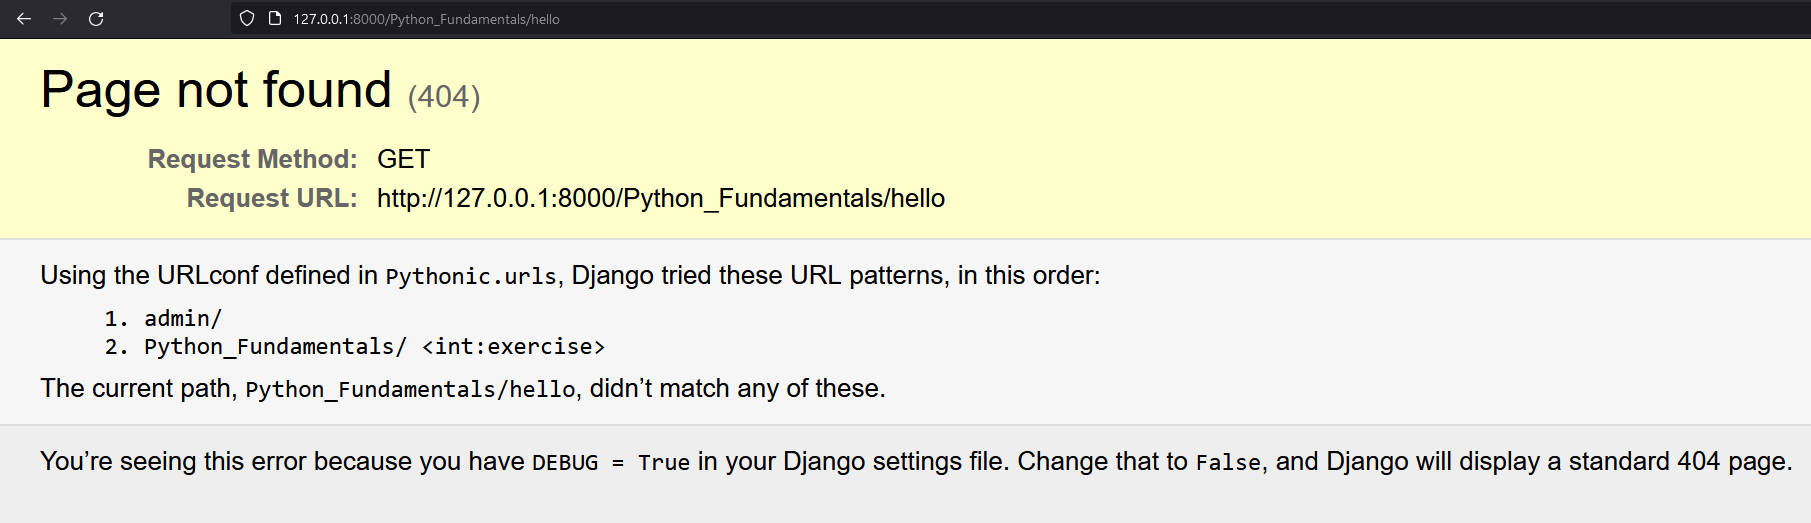 127.0.0.1:8000/Python_Fundamentals/hello
Page not found (404)
Request Method: GET
Request URL: http://127.0.0.1:8000/Python_Fundamentals/hello
Using the URLconf defined in Pythonic.urls, Django tried these URL patterns, in this order:
1. admin/
2. Python_Fundamentals/ <int:exercise>
The current path, Python_Fundamentals/hello, didn’t match any of these.
You’re seeing this error because you have DEBUG = True in your Django settings file. Change that to False, and Django will display a standard 404 page.